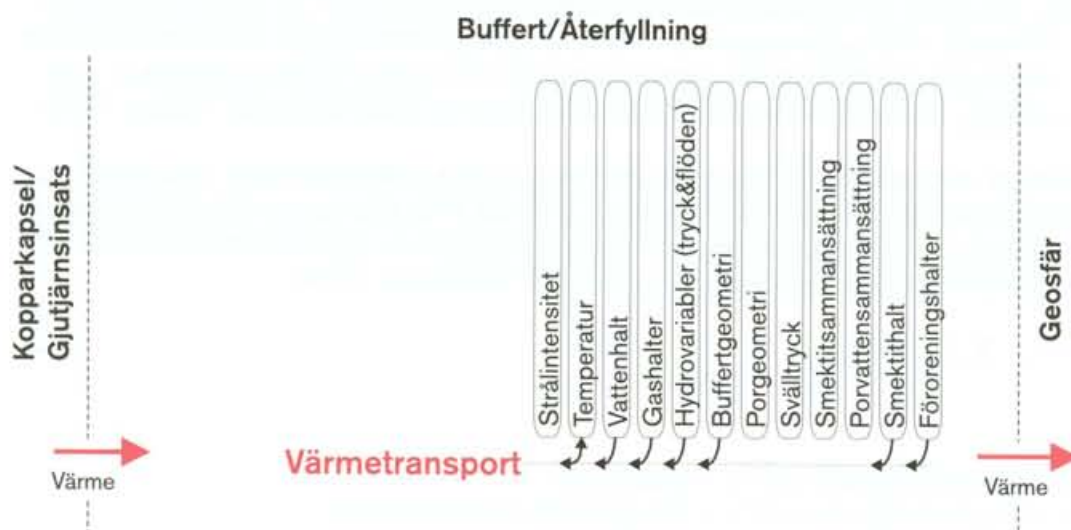 Buffert/Återfyllning
Kopparkapsel/
Gjutjärnsinsats
Strålintensitet
Temperatur
Vattenhalt
Gashalter
Hydrovariabler (tryck&flöden)
Buffertgeometri
Porgeometri
Svälltryck
Smektitsammansättning
Porvattensammansättning
Smektithalt
Föroreningshalter
Geosfär
Värmetransport
Värme
Värme